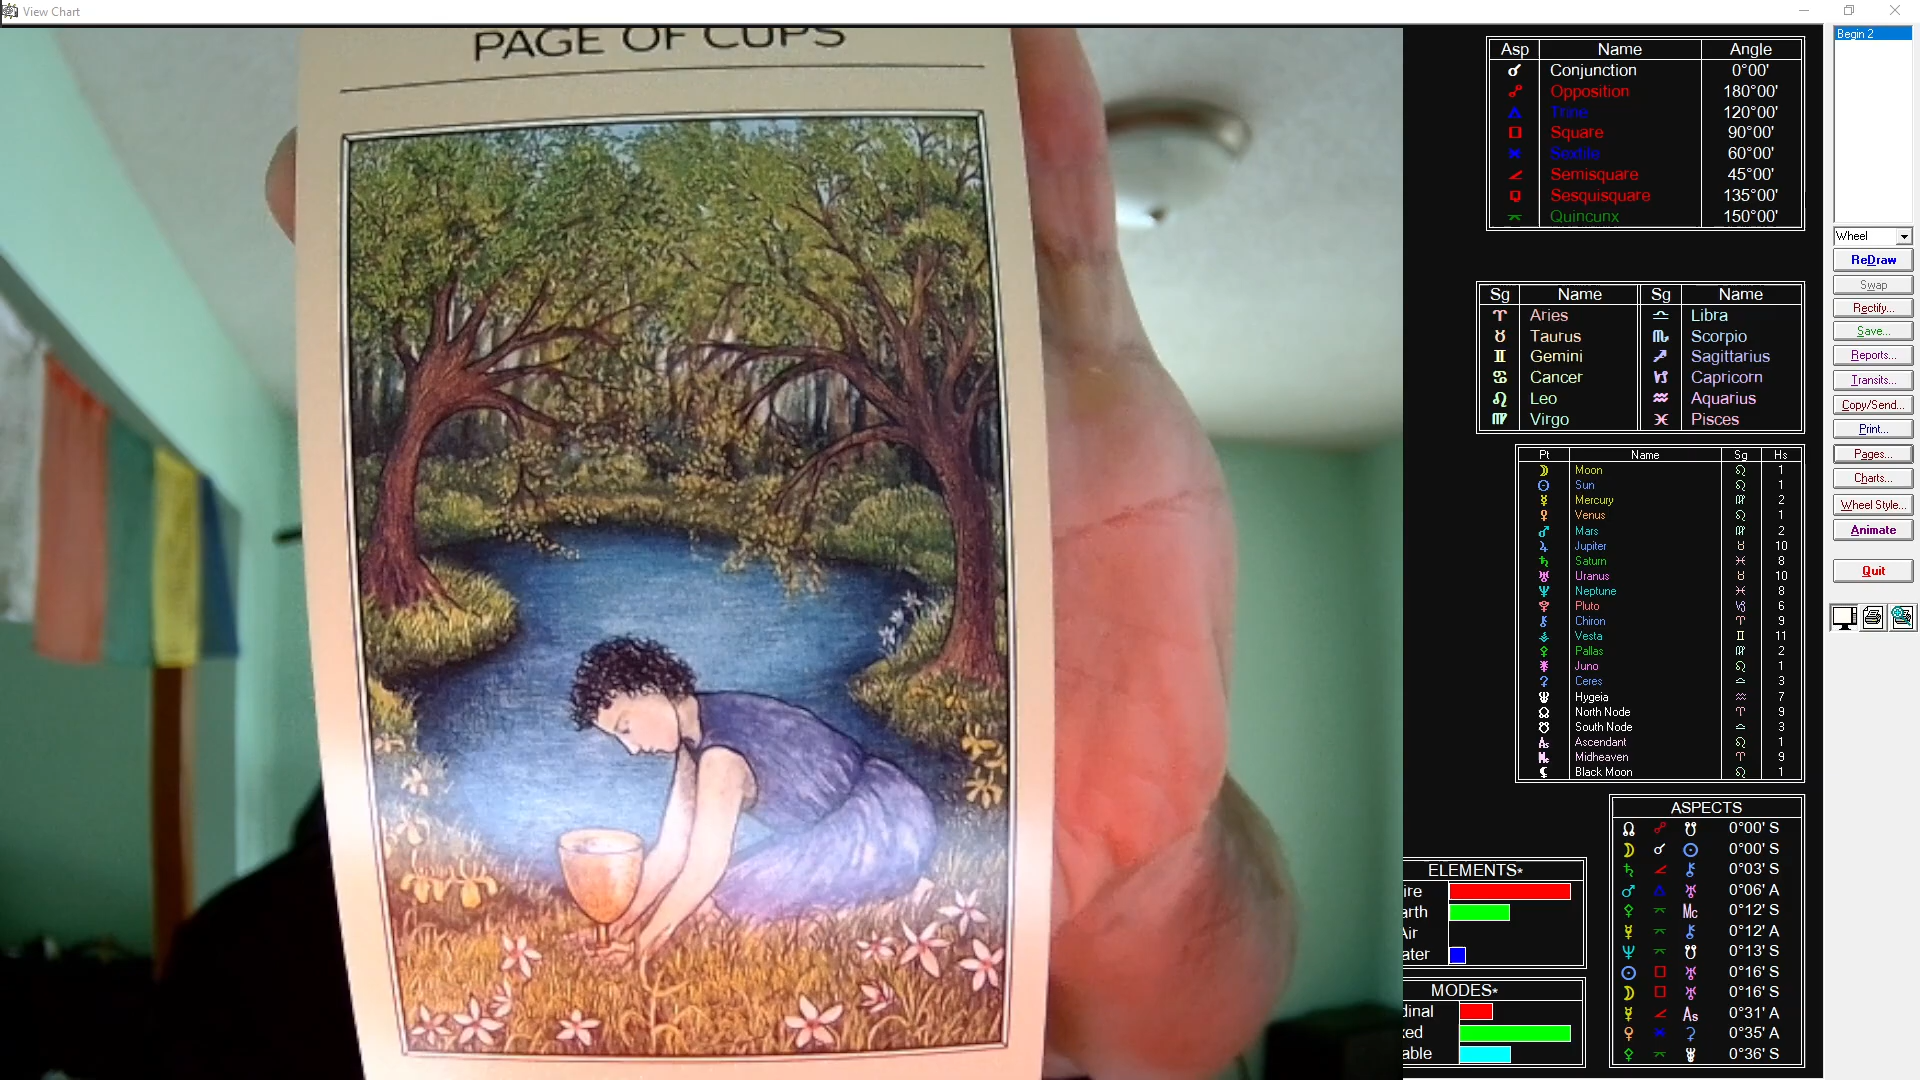 View Chart
PAGE OF CUPS
Asp Name Angle
Conjunction 0°00'
Opposition 180°00'
Trine 120°00'
Square 90°00'
Sextile 60°00'
Semisquare 45°00'
Sesquisquare 135°00'
Quincunx 150°00'
Sg Name Sg Name
Aries Libra
Taurus Scorpio
Gemini Sagittarius
Cancer Capricorn
Leo Aquarius
Virgo Pisces
Pt Name Sg Hs
Moon 1
Sun 1
Mercury 2
Venus 1
Mars 2
Jupiter 10
Saturn 8
Uranus 10
Neptune 8
Pluto 6
Chiron 9
Vesta 11
Pallas 2
Juno 1
Ceres 3
Hygeia 7
North Node 9
South Node 3
As Ascendant 1
Mc Midheaven 9
Black Moon 1
ELEMENTS*
ire
arth
Air
ater
MODES*
dinal
ked
able
ASPECTS
0°00' S
0°00' S
0°03' S
0°06' A
Mc 0°12' S
0°12' A
0°13' S
0°16' S
0°16' S
As 0°31' A
0°35' A
0°36' S
Begin 2
Wheel
ReDraw
Swap
Rectify...
Save...
Reports...
Transits...
Copy/Send...
Print...
Pages...
Charts...
Wheel Style...
Animate
Quit